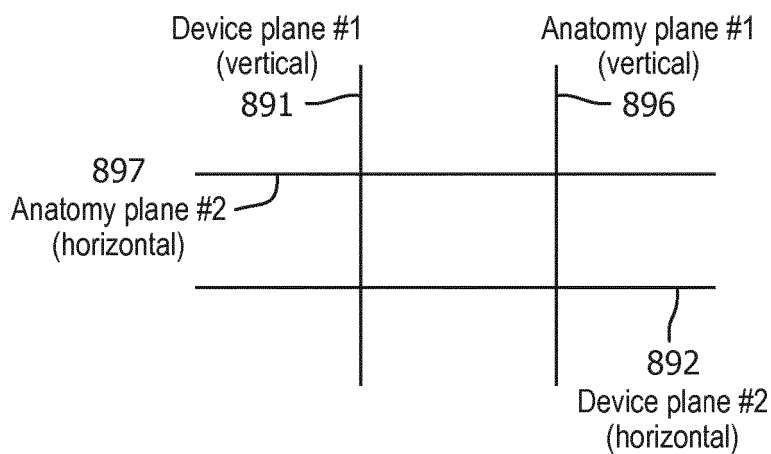 Device plane #1
(vertical)
891
Anatomy plane #1
(vertical)
896
897
Anatomy plane #2
(horizontal)
892
Device plane #2
(horizontal)